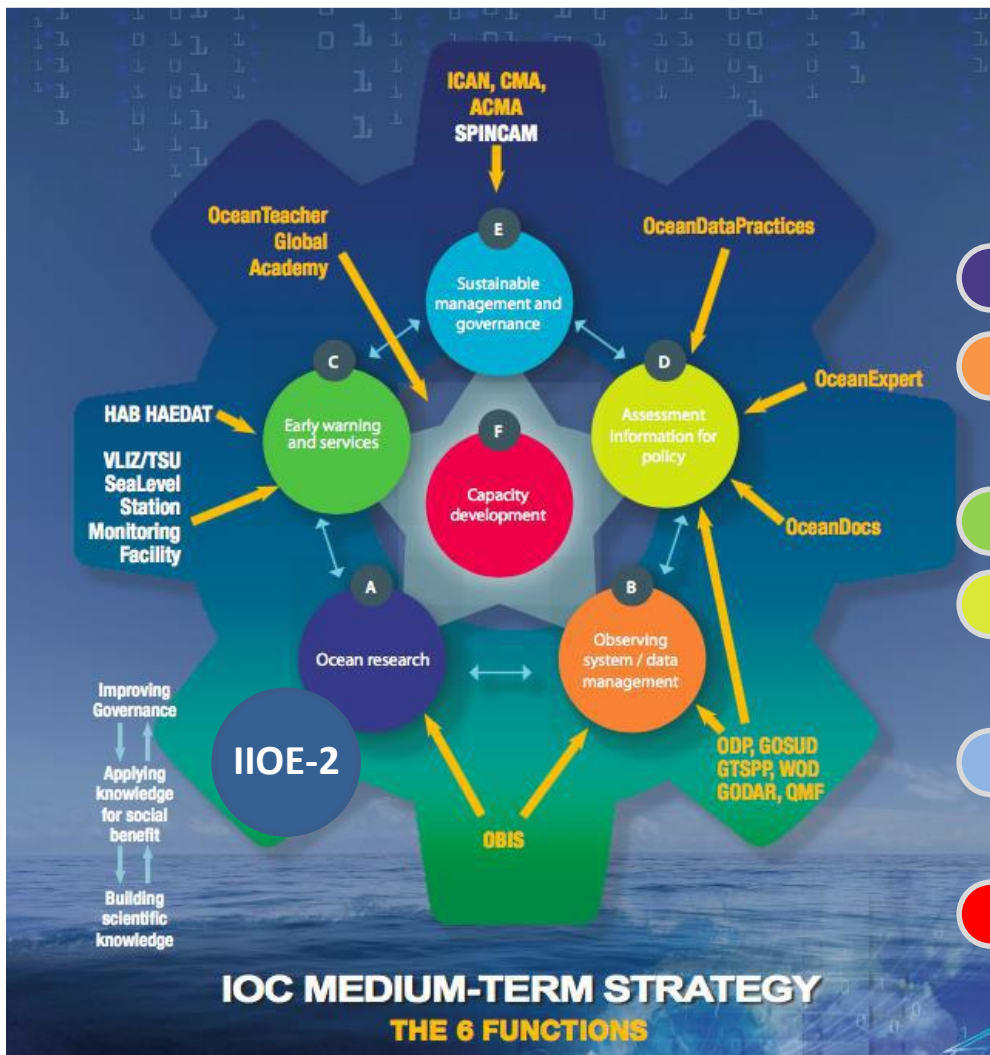 ICAN, CMA,
ACMA
SPINCAM
OceanTeacher
Global
Academy
OceanDataPractices
E
Sustainable
management and
governance
C
Early warning
and services
D
Assessment
information for
policy
OceanExpert
HAB HAEDAT
F
Capacity
development
VLIZ/TSU
SeaLevel
Station
Monitoring
Facility
OceanDocs
A
Ocean research
B
Observing
system / data
management
Improving
Governance
Applying
knowledge
for social
benefit
Building
scientific
knowledge
IIOE-2
ODP, GOSUD
GTSPP, WOD
GODAR, QMF
OBIS
IOC MEDIUM-TERM STRATEGY
THE 6 FUNCTIONS